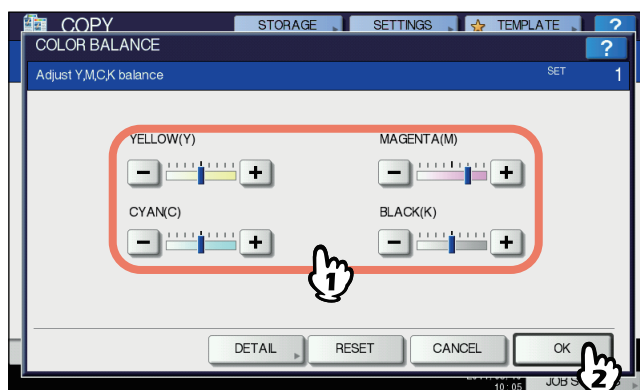 COPY STORAGE SETTINGS TEMPLATE ?
COLOR BALANCE ?
Adjust Y,M,C,K balance SET 1
YELLOW(Y) MAGENTA(M)
- + - +
CYAN(C) BLACK(K)
- + - +
1
DETAIL RESET CANCEL OK
2
10:05 JOB S